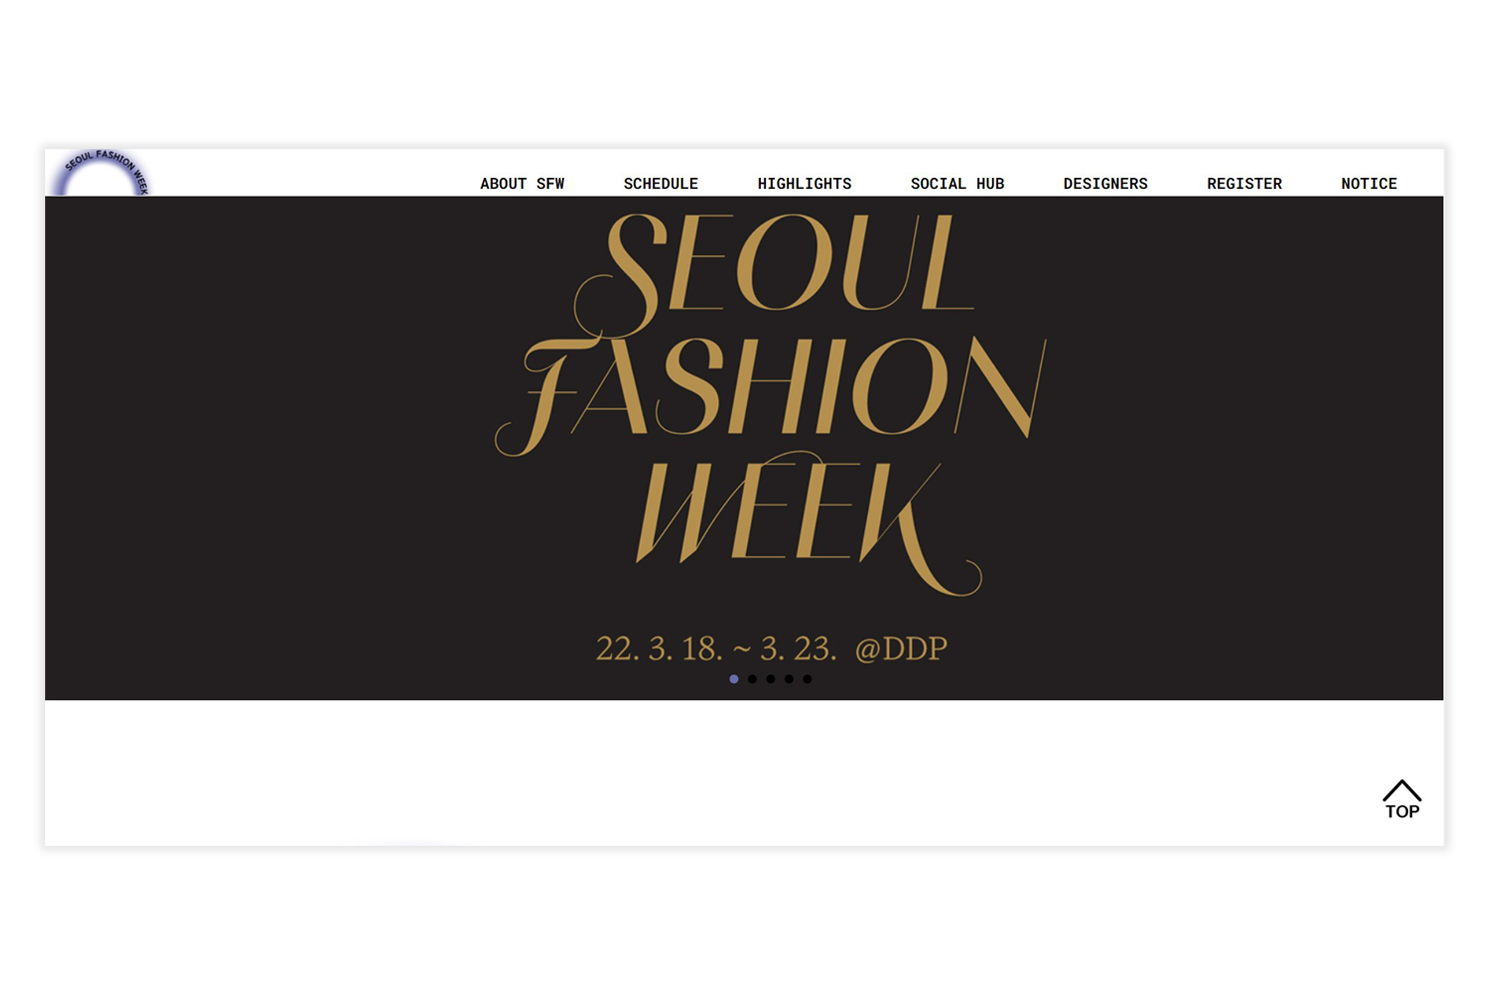 SEOUL FASHION WEEK
ABOUT SFW SCHEDULE HIGHLIGHTS SOCIAL HUB DESIGNERS REGISTER NOTICE
SEOUL
FASHION
WEEK
22. 3. 18. ~ 3. 23. @DDP
TOP